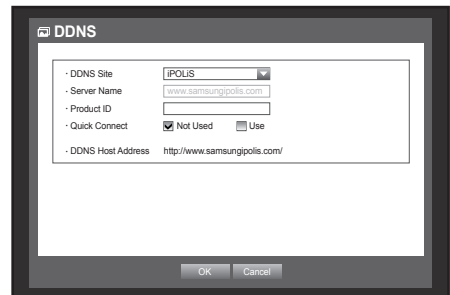 DDNS
· DDNS Site iPOLiS
· Server Name www.samsungipolis.com
· Product ID
· Quick Connect Not Used Use
· DDNS Host Address http://www.samsungipolis.com/
OK Cancel